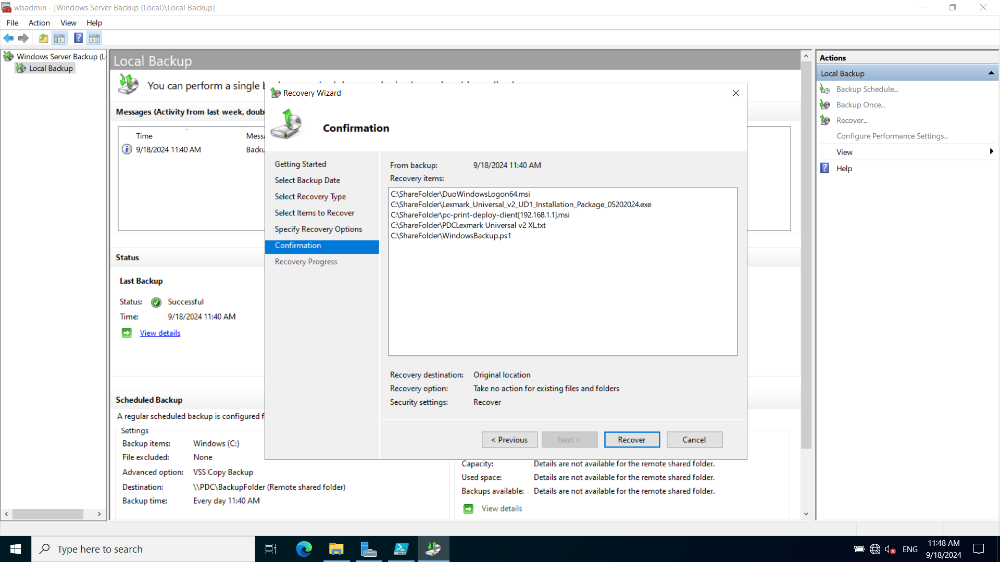 wbadmin - [Windows Server Backup (Local)\Local Backup]
File Action View Help
Windows Server Backup (L
Local Backup
Local Backup
You can perform a single
Messages (Activity from last week, doub
Time
Messa
9/18/2024 11:40 AM
Backu
Status
Last Backup
Status: Successful
Time: 9/18/2024 11:40 AM
View details
Scheduled Backup
A regular scheduled backup is configured f
Settings
Backup items: Windows (C:)
File excluded: None
Advanced option: VSS Copy Backup
Destination: \\PDC\BackupFolder (Remote shared folder)
Backup time: Every day 11:40 AM
Capacity: Details are not available for the remote shared folder.
Used space: Details are not available for the remote shared folder.
Backups available: Details are not available for the remote shared folder.
View details
Recovery Wizard
Confirmation
Getting Started
Select Backup Date
Select Recovery Type
Select Items to Recover
Specify Recovery Options
Confirmation
Recovery Progress
From backup: 9/18/2024 11:40 AM
Recovery items:
C:\ShareFolder\DuoWindowsLogon64.msi
C:\ShareFolder\Lexmark_Universal_v2_UD1_Installation_Package_05202024.exe
C:\ShareFolder\pc-print-deploy-client[192.168.1.1].msi
C:\ShareFolder\PDCLexmark Universal v2 XL.txt
C:\ShareFolder\WindowsBackup.ps1
Recovery destination: Original location
Recovery option: Take no action for existing files and folders
Security settings: Recover
< Previous
Next >
Recover
Cancel
Actions
Local Backup
Backup Schedule...
Backup Once...
Recover...
Configure Performance Settings...
View
Help
Type here to search
ENG
11:48 AM
9/18/2024